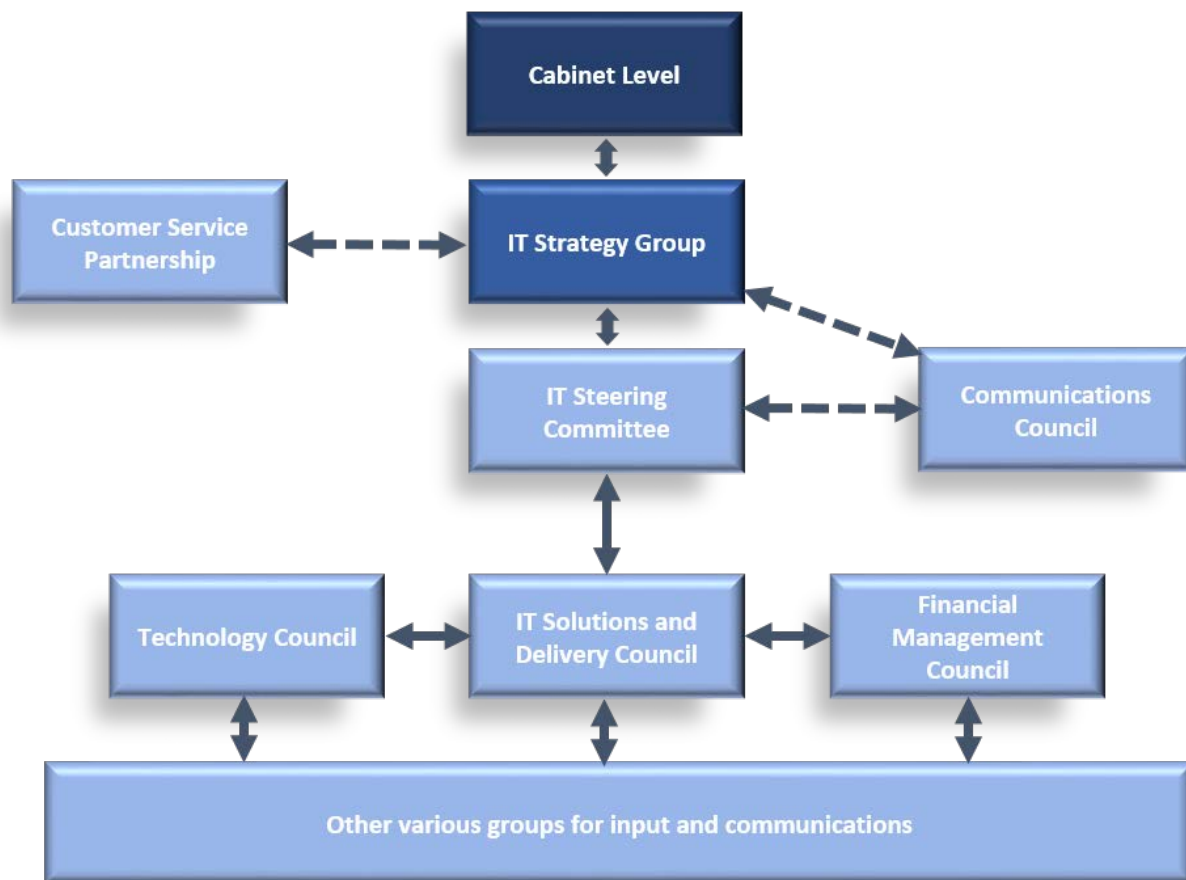 Cabinet Level
Customer Service
Partnership
IT Strategy Group
IT Steering
Committee
Communications
Council
Technology Council
IT Solutions and
Delivery Council
Financial
Management
Council
Other various groups for input and communications